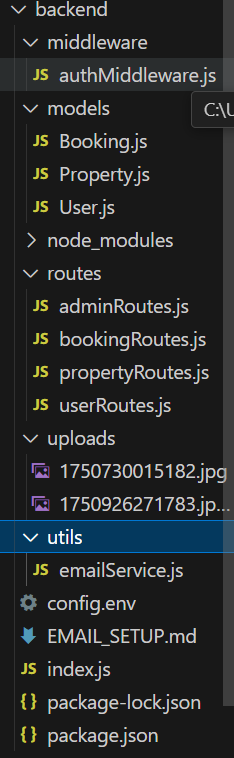 backend
middleware
JS authMiddleware.js
C:\U
models
JS Booking.js
JS Property.js
JS User.js
node_modules
routes
JS adminRoutes.js
JS bookingRoutes.js
JS propertyRoutes.js
JS userRoutes.js
uploads
1750730015182.jpg
1750926271783.jp...
utils
JS emailService.js
config.env
EMAIL_SETUP.md
JS index.js
{} package-lock.json
{} package.json